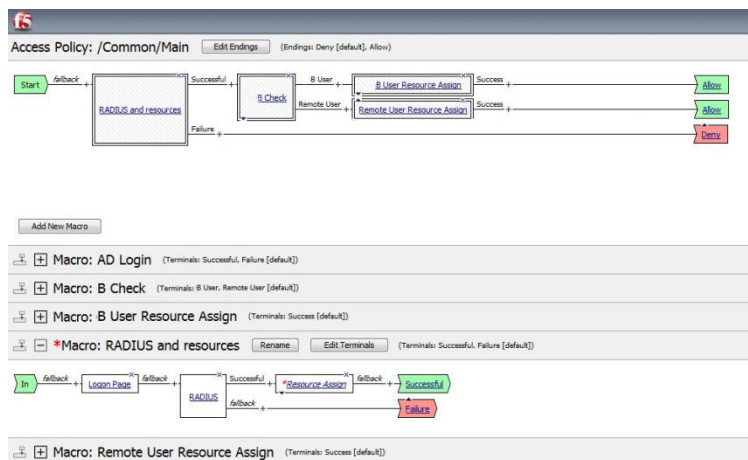 f5
Access Policy: /Common/Main Edit Endings (Endings: Deny [default], Allow)
Start fallback + RADIUS and resources Successful + B Check B User + B User Resource Assign Success + Allow
Remote User + Remote User Resource Assign Success + Allow
Failure + Deny
Add New Macro
+ Macro: AD Login (Terminals: Successful, Failure [default])
+ Macro: B Check (Terminals: B User, Remote User [default])
+ Macro: B User Resource Assign (Terminals: Success [default])
- *Macro: RADIUS and resources Rename Edit Terminals (Terminals: Successful, Failure [default])
In fallback + Logon Page fallback + RADIUS Successful + *Resource Assign fallback + Successful
fallback + Failure
+ Macro: Remote User Resource Assign (Terminals: Success [default])